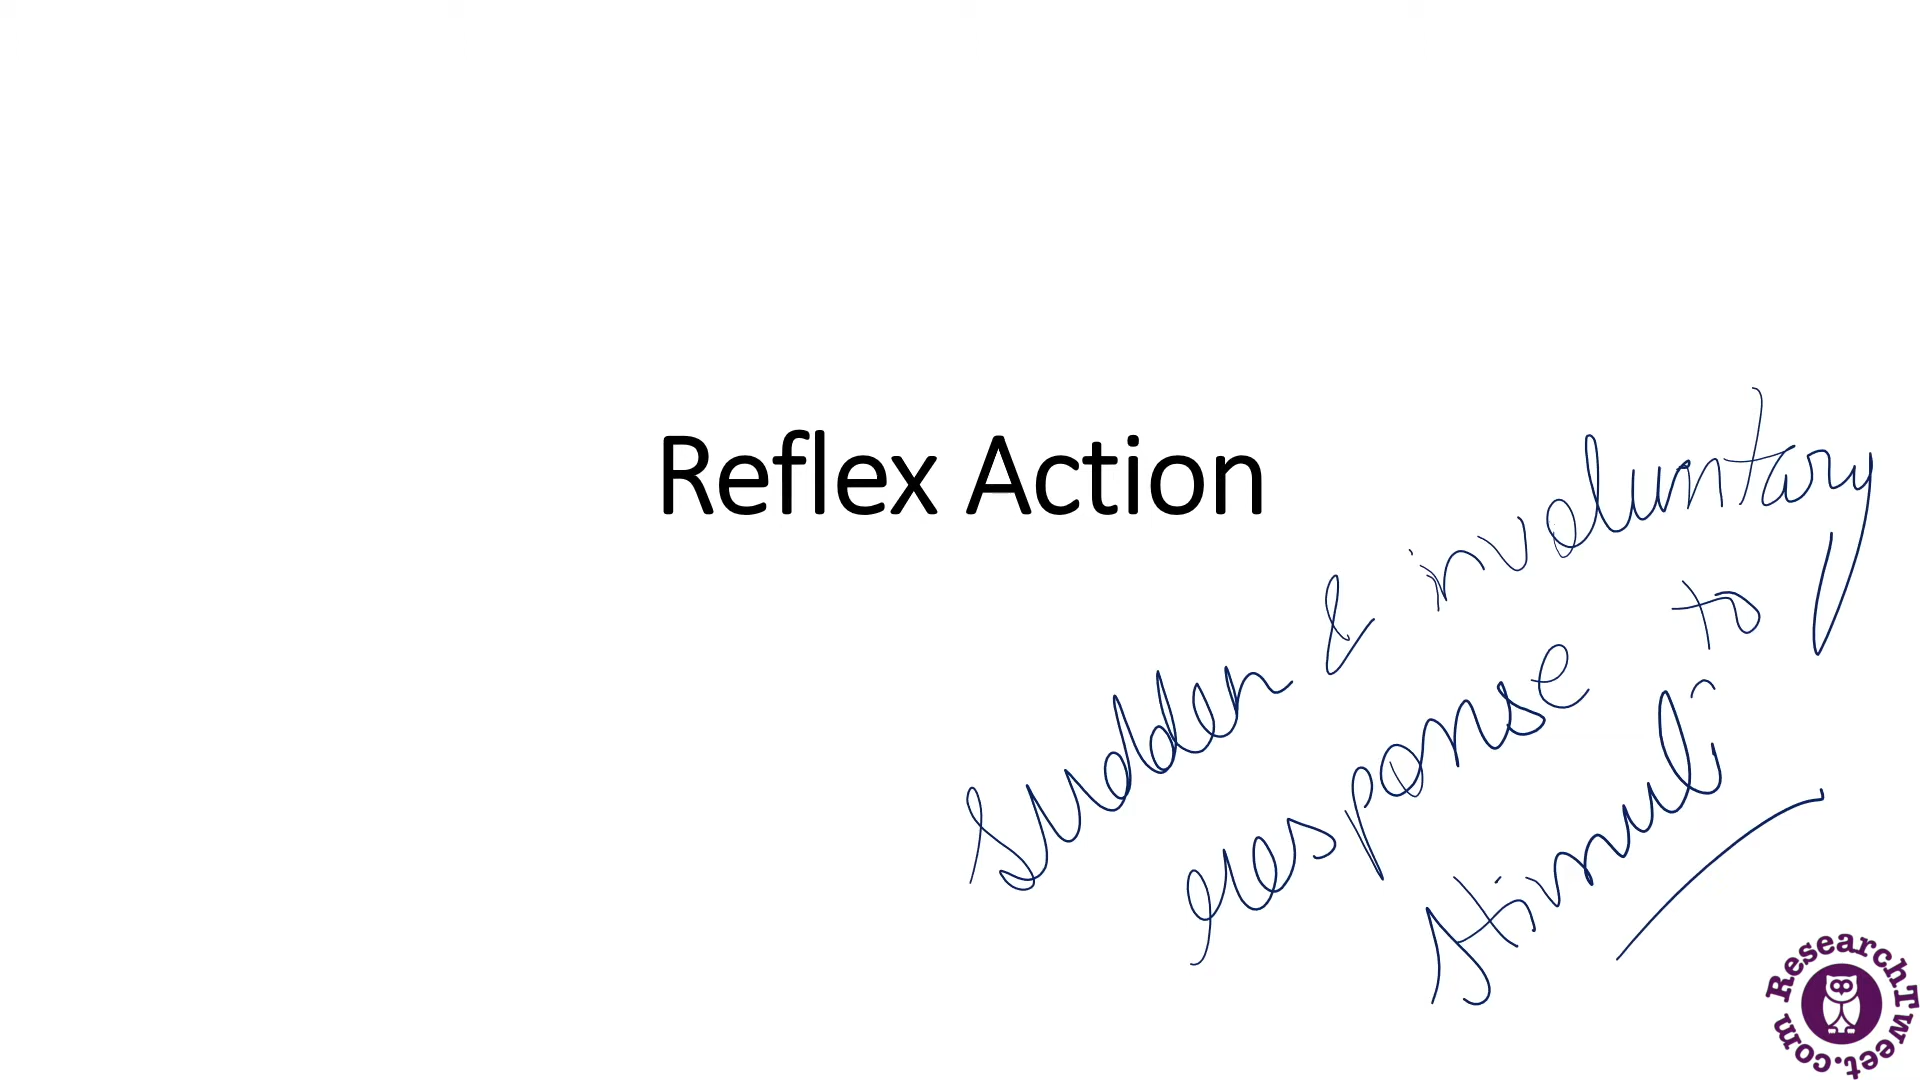 Reflex Action
sudden & involuntary
response to
stimuli
ResearchTweet.com